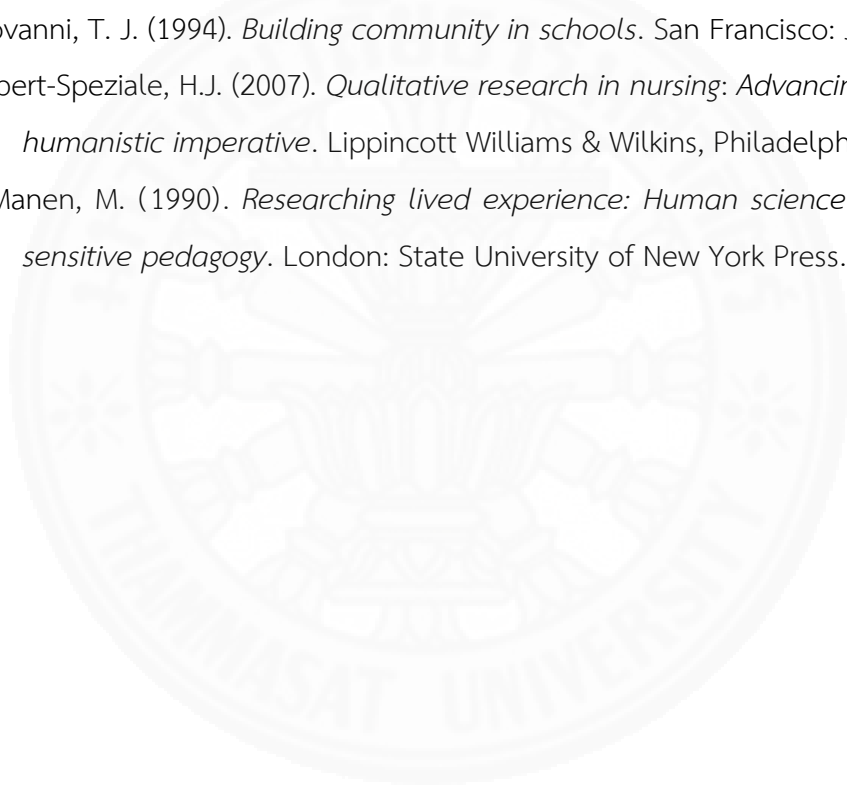 ovanni, T. J. (1994). Building community in schools. San Francisco: J
bert-Speziale, H.J. (2007). Qualitative research in nursing: Advancin
humanistic imperative. Lippincott Williams & Wilkins, Philadelph
Manen, M. (1990). Researching lived experience: Human science
sensitive pedagogy. London: State University of New York Press.
THAMMASAT UNIVERSITY